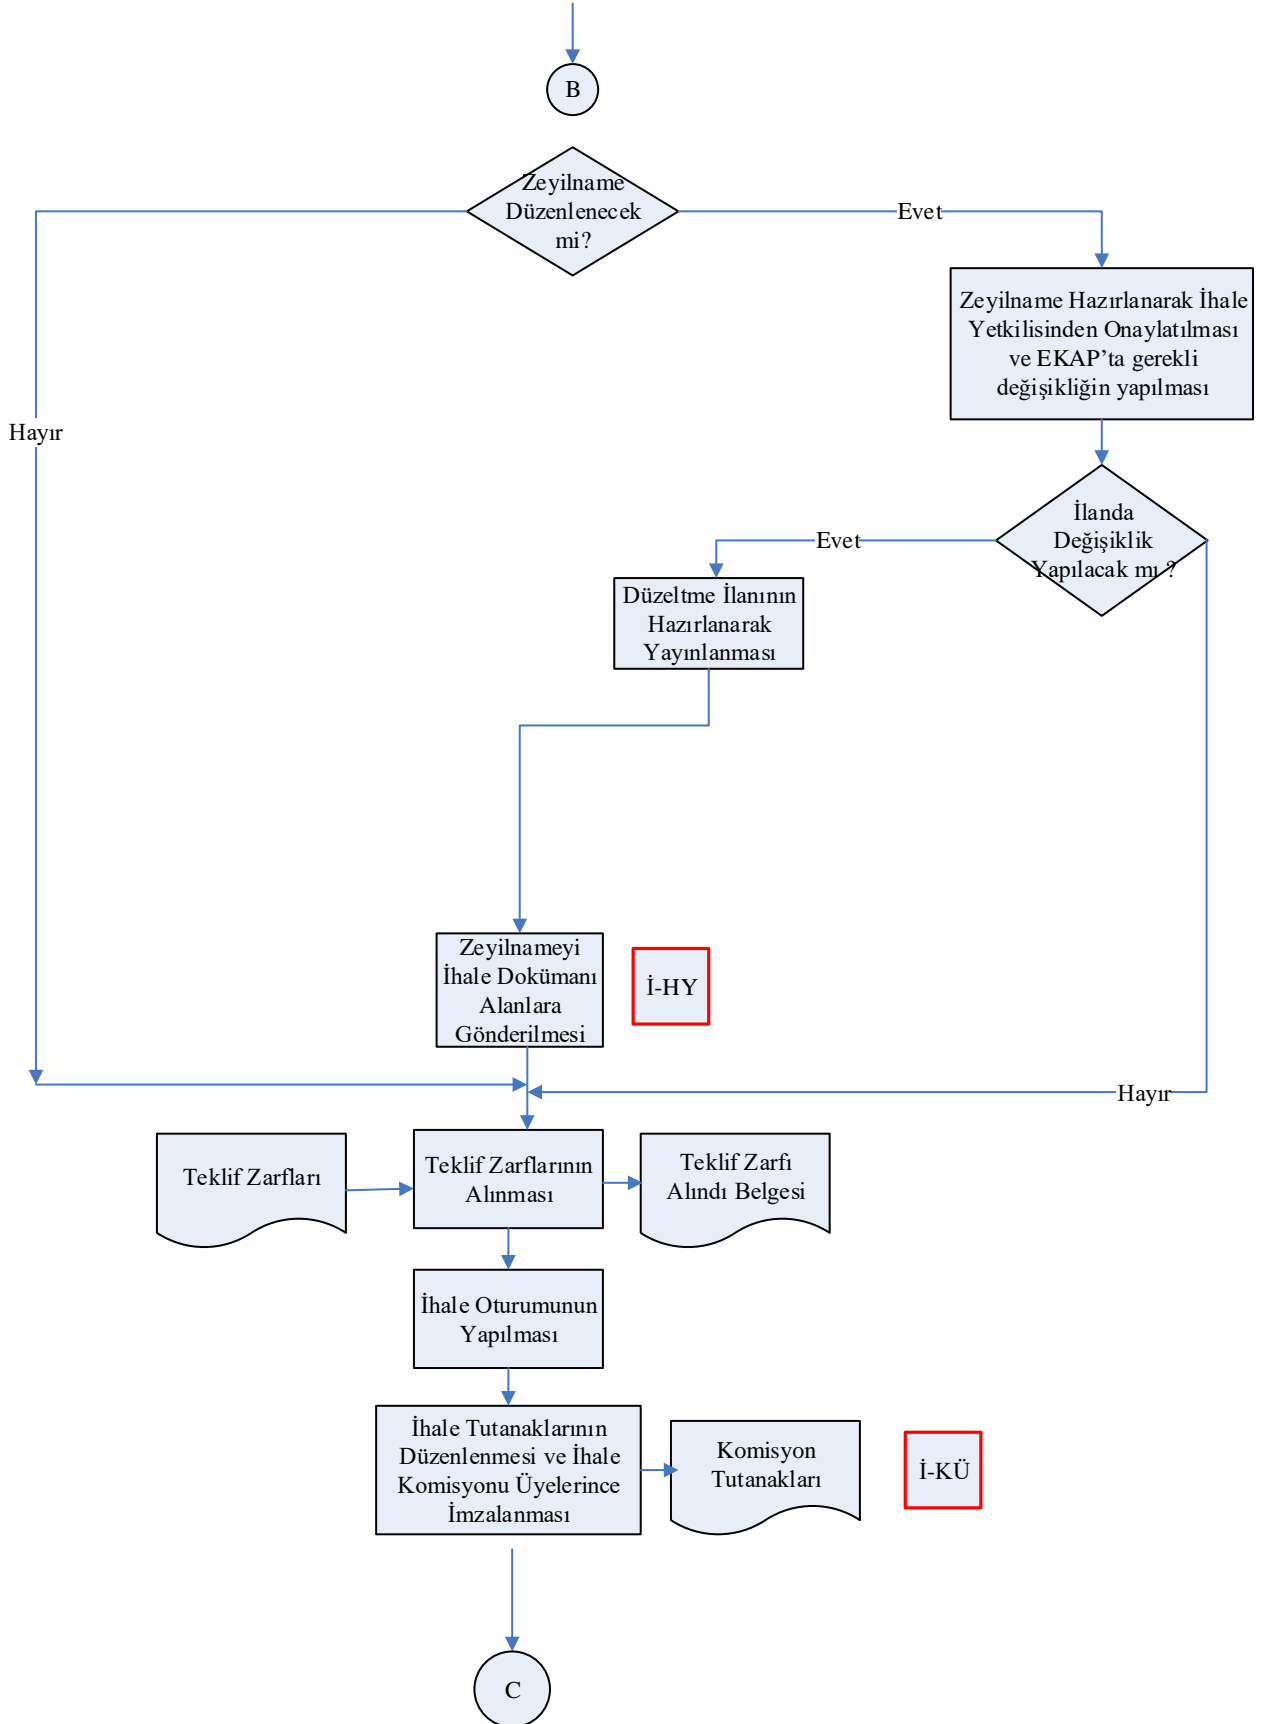 B
Zeyilname
Düzenlenecek
mi?
Evet
Zeyilname Hazırlanarak İhale
Yetkilisinden Onaylatılması
ve EKAP’ta gerekli
değişikliğin yapılması
Hayır
İlanda
Değişiklik
Yapılacak mı ?
Evet
Düzeltme İlanının
Hazırlanarak
Yayınlanması
Zeyilnameyi
İhale Dokümanı
Alanlara
Gönderilmesi
İ-HY
Hayır
Teklif Zarfları
Teklif Zarflarının
Alınması
Teklif Zarfı
Alındı Belgesi
İhale Oturumunun
Yapılması
İhale Tutanaklarının
Düzenlenmesi ve İhale
Komisyonu Üyelerince
İmzalanması
Komisyon
Tutanakları
İ-KÜ
C